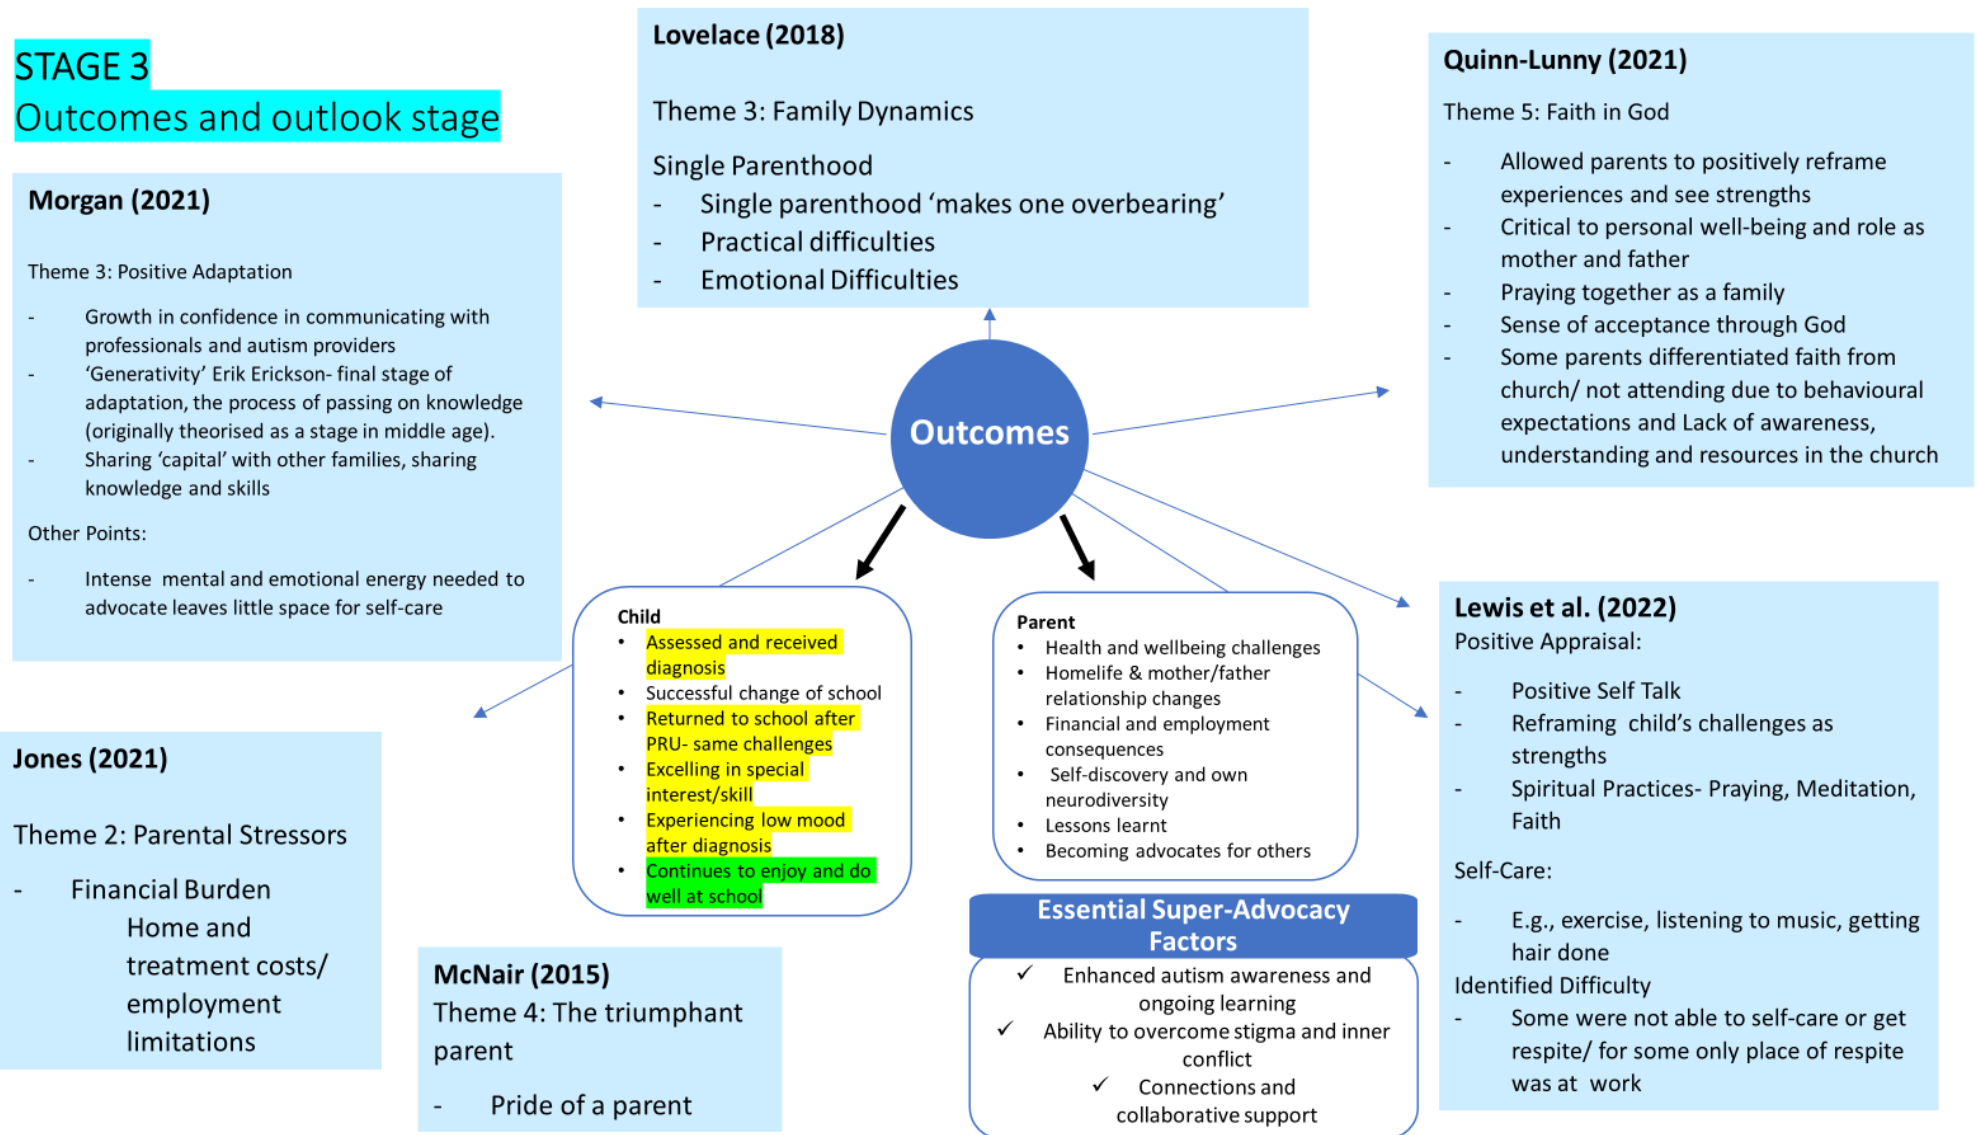 STAGE 3
Outcomes and outlook stage
Morgan (2021)
Theme 3: Positive Adaptation
- Growth in confidence in communicating with
professionals and autism providers
- ‘Generativity’ Erik Erickson- final stage of
adaptation, the process of passing on knowledge
(originally theorised as a stage in middle age).
- Sharing ‘capital’ with other families, sharing
knowledge and skills
Other Points:
- Intense mental and emotional energy needed to
advocate leaves little space for self-care
Lovelace (2018)
Theme 3: Family Dynamics
Single Parenthood
- Single parenthood ‘makes one overbearing’
- Practical difficulties
- Emotional Difficulties
Quinn-Lunny (2021)
Theme 5: Faith in God
- Allowed parents to positively reframe
experiences and see strengths
- Critical to personal well-being and role as
mother and father
- Praying together as a family
- Sense of acceptance through God
- Some parents differentiated faith from
church/ not attending due to behavioural
expectations and Lack of awareness,
understanding and resources in the church
Outcomes
Child
• Assessed and received
diagnosis
• Successful change of school
• Returned to school after
PRU- same challenges
• Excelling in special
interest/skill
• Experiencing low mood
after diagnosis
• Continues to enjoy and do
well at school
Parent
• Health and wellbeing challenges
• Homelife & mother/father
relationship changes
• Financial and employment
consequences
• Self-discovery and own
neurodiversity
• Lessons learnt
• Becoming advocates for others
Essential Super-Advocacy
Factors
✓ Enhanced autism awareness and
ongoing learning
✓ Ability to overcome stigma and inner
conflict
✓ Connections and
collaborative support
Lewis et al. (2022)
Positive Appraisal:
- Positive Self Talk
- Reframing child’s challenges as
strengths
- Spiritual Practices- Praying, Meditation,
Faith
Self-Care:
- E.g., exercise, listening to music, getting
hair done
Identified Difficulty
- Some were not able to self-care or get
respite/ for some only place of respite
was at work
Jones (2021)
Theme 2: Parental Stressors
- Financial Burden
Home and
treatment costs/
employment
limitations
McNair (2015)
Theme 4: The triumphant
parent
- Pride of a parent